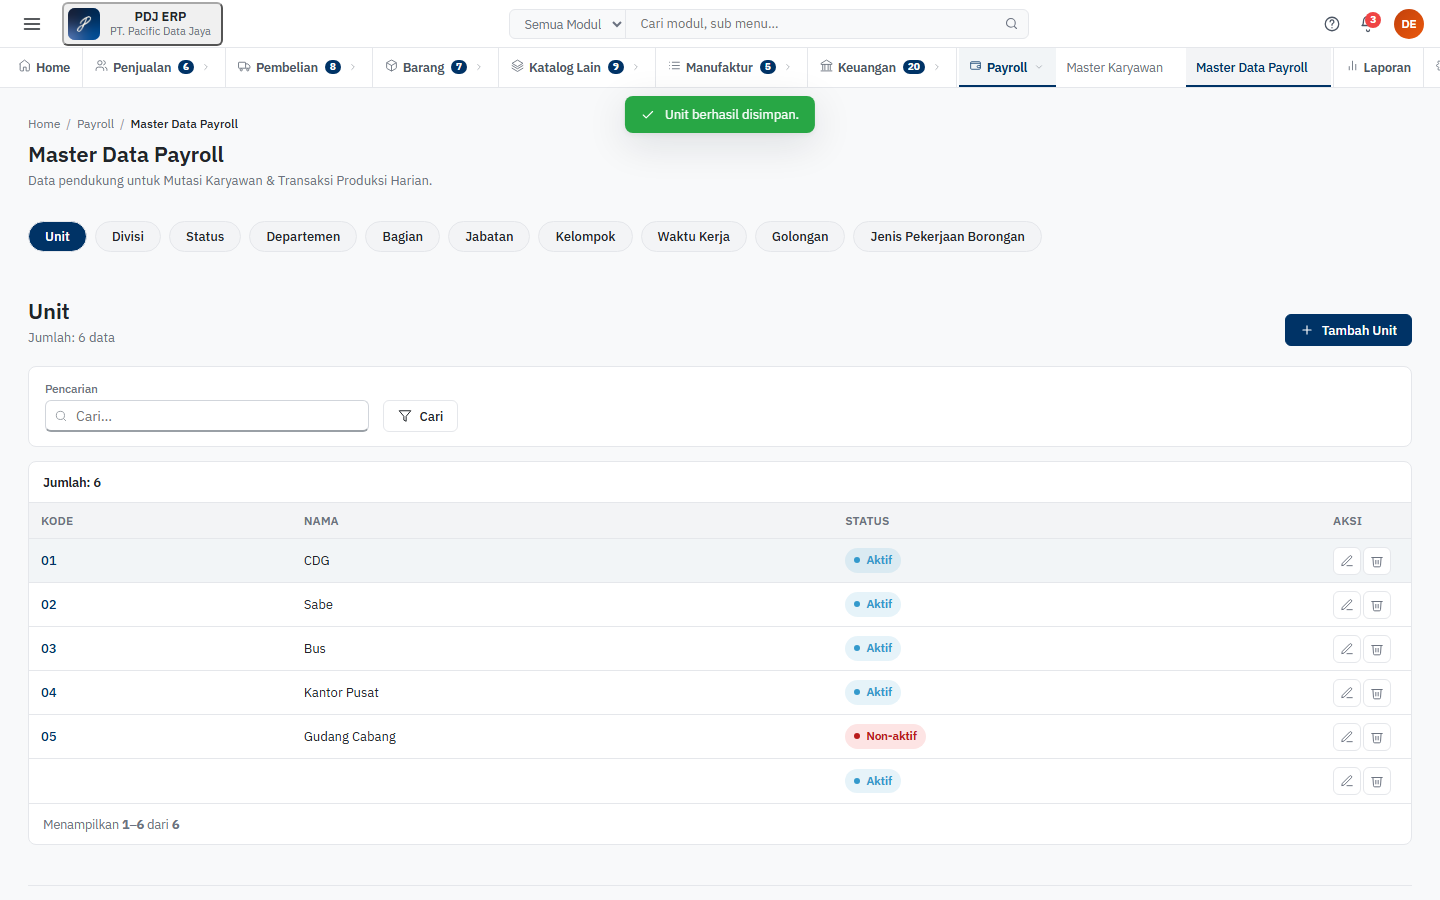 PDJ ERP
PT. Pacific Data Jaya
Semua Modul
Cari modul, sub menu...
3
DE
Home
Penjualan 6
Pembelian 8
Barang 7
Katalog Lain 9
Manufaktur 5
Keuangan 20
Payroll
Master Karyawan
Master Data Payroll
Laporan
Unit berhasil disimpan.
Home / Payroll / Master Data Payroll
Master Data Payroll
Data pendukung untuk Mutasi Karyawan & Transaksi Produksi Harian.
Unit
Divisi
Status
Departemen
Bagian
Jabatan
Kelompok
Waktu Kerja
Golongan
Jenis Pekerjaan Borongan
Unit
Jumlah: 6 data
Tambah Unit
Pencarian
Cari...
Cari
Jumlah: 6
KODE NAMA STATUS AKSI
01 CDG Aktif
02 Sabe Aktif
03 Bus Aktif
04 Kantor Pusat Aktif
05 Gudang Cabang Non-aktif
Aktif
Menampilkan 1–6 dari 6